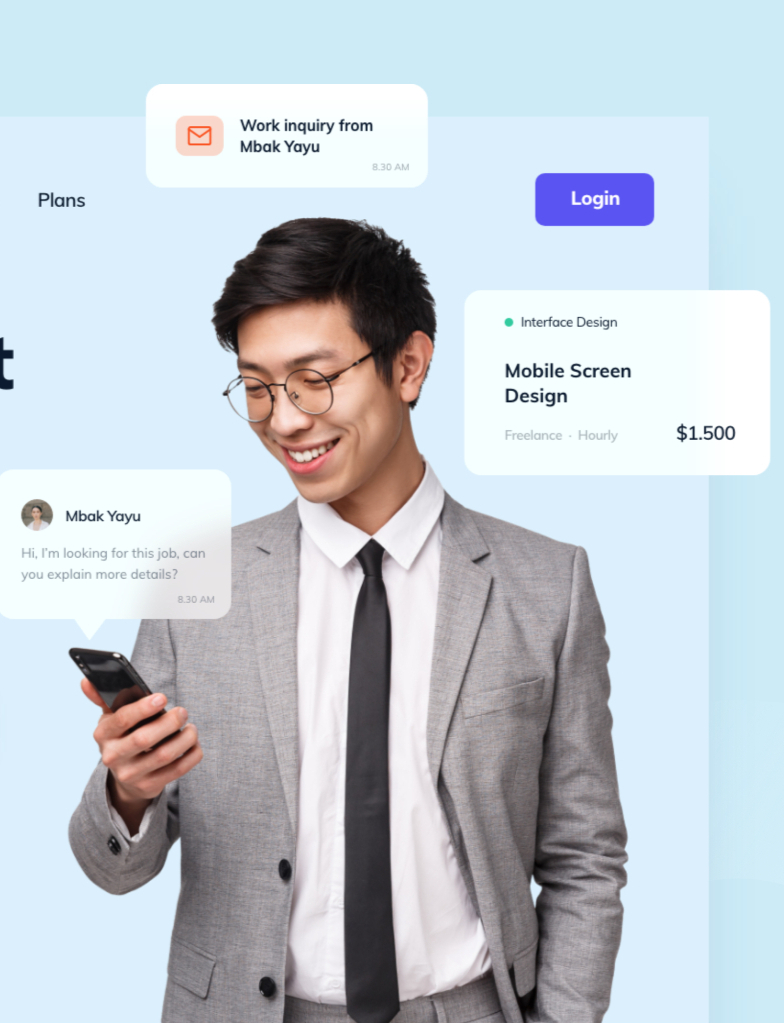 Work inquiry from
Mbak Yayu
8.30 AM
Plans
Login
Interface Design
Mobile Screen
Design
Freelance · Hourly
$1.500
t
Mbak Yayu
Hi, I'm looking for this job, can
you explain more details?
8.30 AM